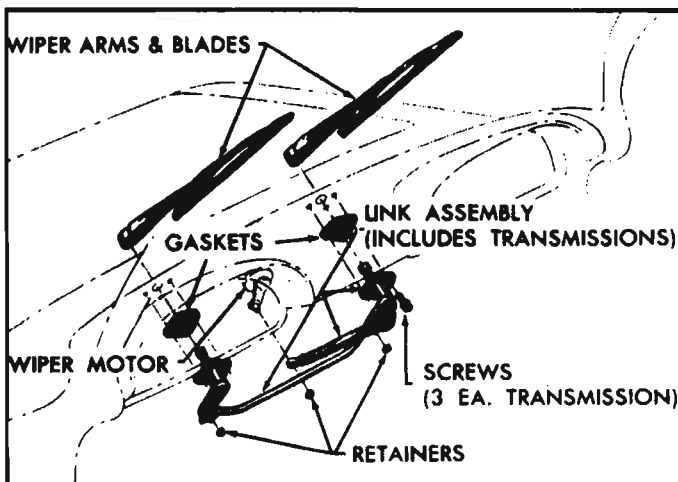 WIPER ARMS & BLADES
LINK ASSEMBLY
(INCLUDES TRANSMISSIONS)
GASKETS
WIPER MOTOR
SCREWS
(3 EA. TRANSMISSION)
RETAINERS